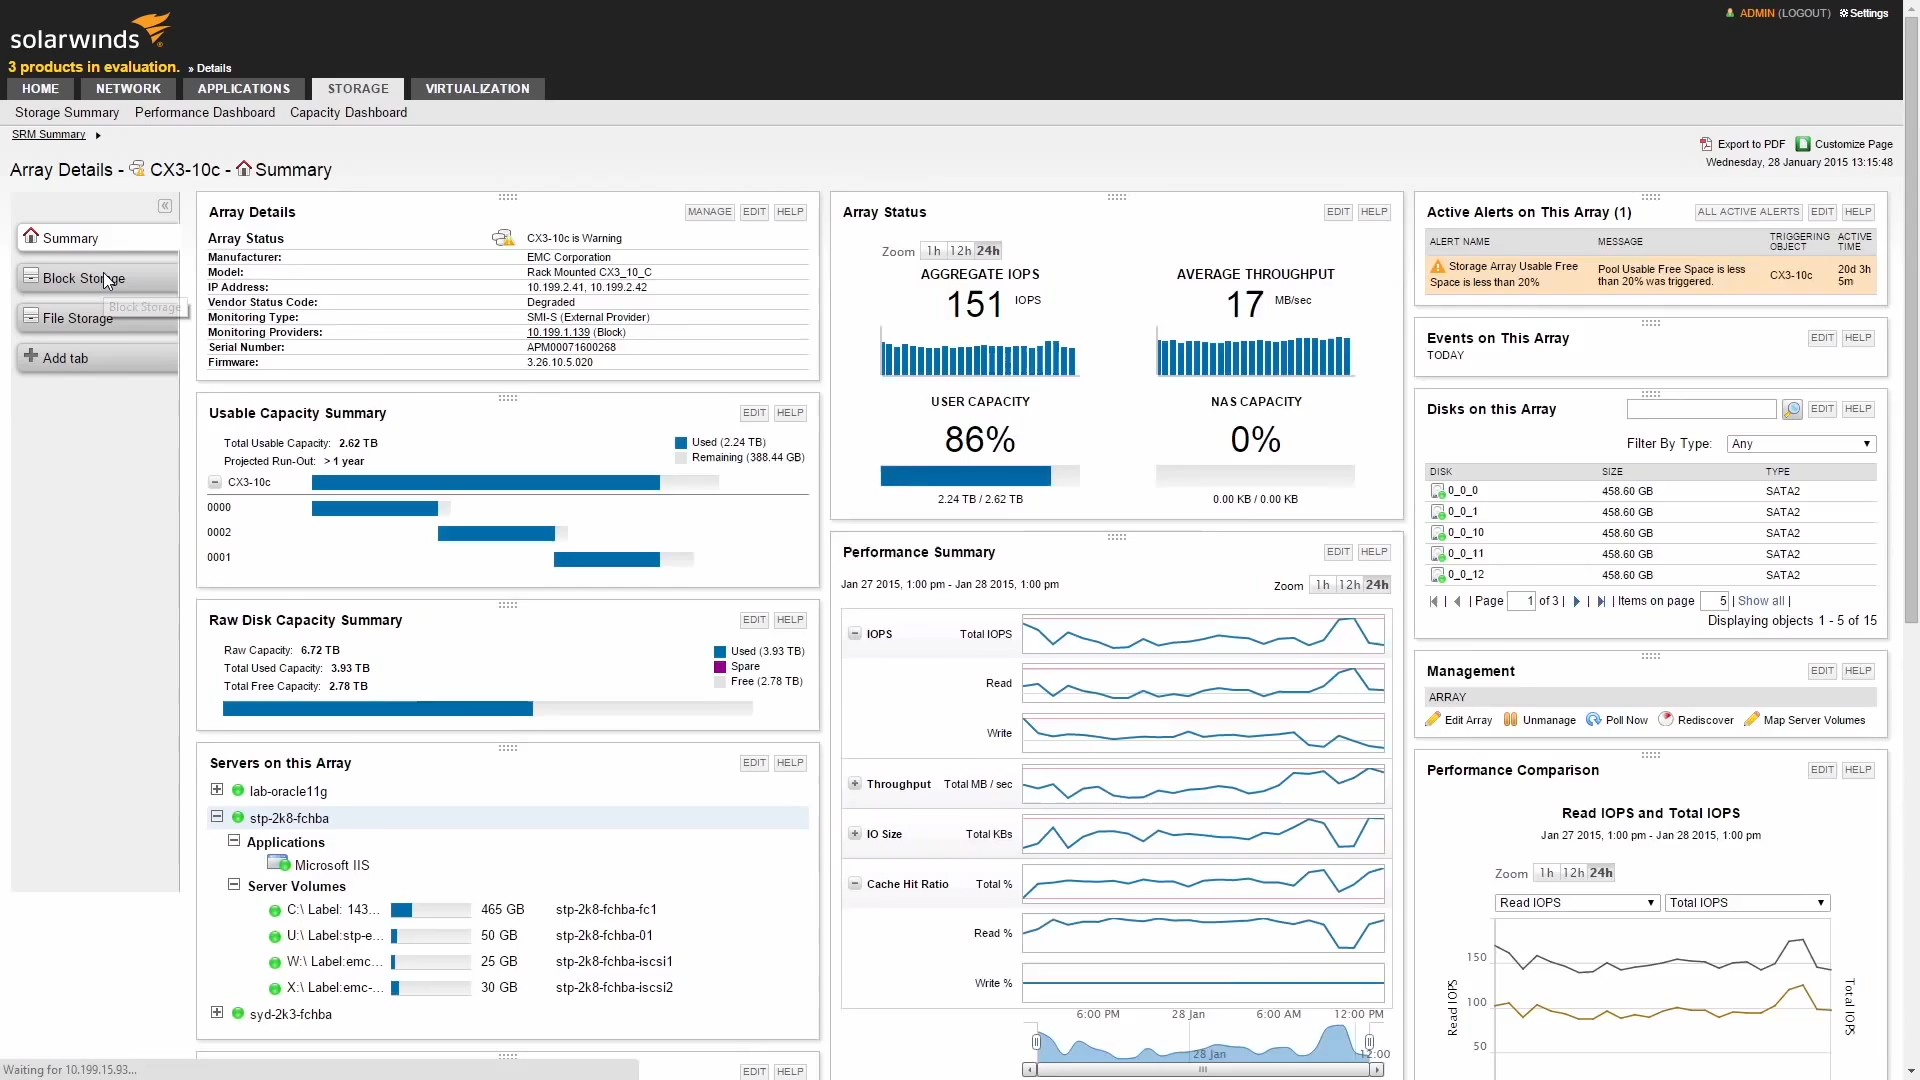 solarwinds
ADMIN (LOGOUT) Settings
3 products in evaluation. » Details
HOME NETWORK APPLICATIONS STORAGE VIRTUALIZATION
Storage Summary Performance Dashboard Capacity Dashboard
SRM Summary
Export to PDF Customize Page
Wednesday, 28 January 2015 13:15:48
Array Details - CX3-10c - Summary
Summary
Block Storage
Block Storage
File Storage
Add tab
Array Details MANAGE EDIT HELP
Array Status CX3-10c is Warning
Manufacturer: EMC Corporation
Model: Rack Mounted CX3_10_C
IP Address: 10.199.2.41, 10.199.2.42
Vendor Status Code: Degraded
Monitoring Type: SMI-S (External Provider)
Monitoring Providers: 10.199.1.139 (Block)
Serial Number: APM00071600268
Firmware: 3.26.10.5.020
Usable Capacity Summary EDIT HELP
Total Usable Capacity: 2.62 TB
Projected Run-Out: > 1 year
Used (2.24 TB)
Remaining (388.44 GB)
CX3-10c
0000
0002
0001
Raw Disk Capacity Summary EDIT HELP
Raw Capacity: 6.72 TB
Total Used Capacity: 3.93 TB
Total Free Capacity: 2.78 TB
Used (3.93 TB)
Spare
Free (2.78 TB)
Servers on this Array EDIT HELP
lab-oracle11g
stp-2k8-fchba
Applications
Microsoft IIS
Server Volumes
C:\ Label: 143... 465 GB stp-2k8-fchba-fc1
U:\ Label:stp-e... 50 GB stp-2k8-fchba-01
W:\ Label:emc... 25 GB stp-2k8-fchba-iscsi1
X:\ Label:emc-... 30 GB stp-2k8-fchba-iscsi2
syd-2k3-fchba
EDIT HELP
Waiting for 10.199.15.93...
Array Status EDIT HELP
Zoom 1h 12h 24h
AGGREGATE IOPS AVERAGE THROUGHPUT
151 IOPS 17 MB/sec
USER CAPACITY NAS CAPACITY
86% 0%
2.24 TB / 2.62 TB 0.00 KB / 0.00 KB
Performance Summary EDIT HELP
Jan 27 2015, 1:00 pm - Jan 28 2015, 1:00 pm Zoom 1h 12h 24h
IOPS Total IOPS
Read
Write
Throughput Total MB / sec
IO Size Total KBs
Cache Hit Ratio Total %
Read %
Write %
6:00 PM 28 Jan 6:00 AM 12:00 PM
28 Jan 12:00
Active Alerts on This Array (1) ALL ACTIVE ALERTS EDIT HELP
ALERT NAME MESSAGE TRIGGERING OBJECT ACTIVE TIME
Storage Array Usable Free Space is less than 20% Pool Usable Free Space is less than 20% was triggered. CX3-10c 20d 3h 5m
Events on This Array EDIT HELP
TODAY
Disks on this Array EDIT HELP
Filter By Type: Any
DISK SIZE TYPE
0_0_0 458.60 GB SATA2
0_0_1 458.60 GB SATA2
0_0_10 458.60 GB SATA2
0_0_11 458.60 GB SATA2
0_0_12 458.60 GB SATA2
| | Page 1 of 3 | | Items on page 5 | Show all |
Displaying objects 1 - 5 of 15
Management EDIT HELP
ARRAY
Edit Array Unmanage Poll Now Rediscover Map Server Volumes
Performance Comparison EDIT HELP
Read IOPS and Total IOPS
Jan 27 2015, 1:00 pm - Jan 28 2015, 1:00 pm
Zoom 1h 12h 24h
Read IOPS Total IOPS
150
100
50
Read IOPS
Total IOPS